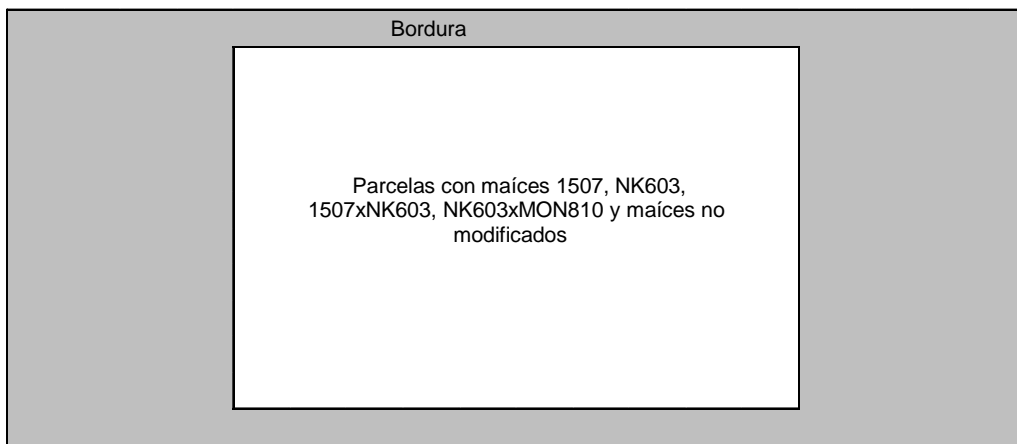 Bordura
Parcelas con maíces 1507, NK603,
1507xNK603, NK603xMON810 y maíces no
modificados